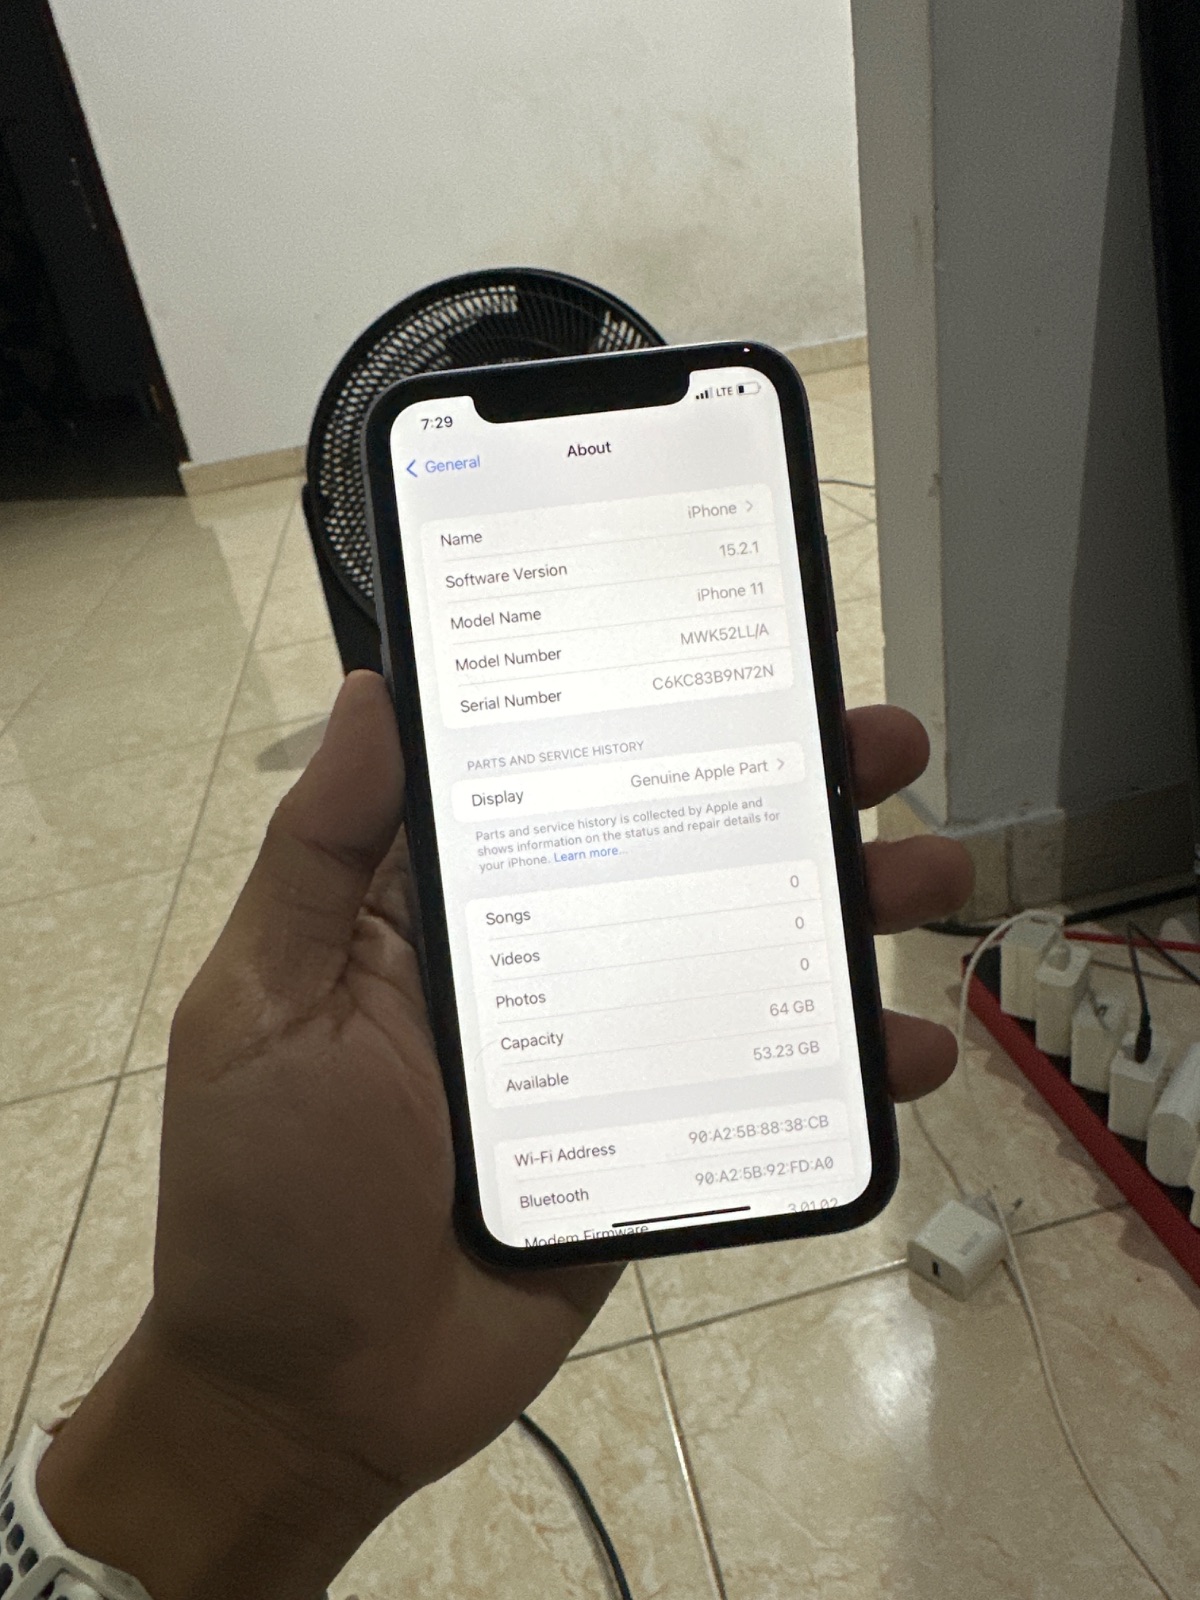 7:29
LTE
General
About
Name iPhone
Software Version 15.2.1
Model Name iPhone 11
Model Number MWK52LL/A
Serial Number C6KC83B9N72N
PARTS AND SERVICE HISTORY
Display Genuine Apple Part
Parts and service history is collected by Apple and
shows information on the status and repair details for
your iPhone. Learn more...
Songs 0
Videos 0
Photos 0
Capacity 64 GB
Available 53.23 GB
Wi-Fi Address 90:A2:5B:88:38:CB
Bluetooth 90:A2:5B:92:FD:A0
Modem Firmware 3.01.02